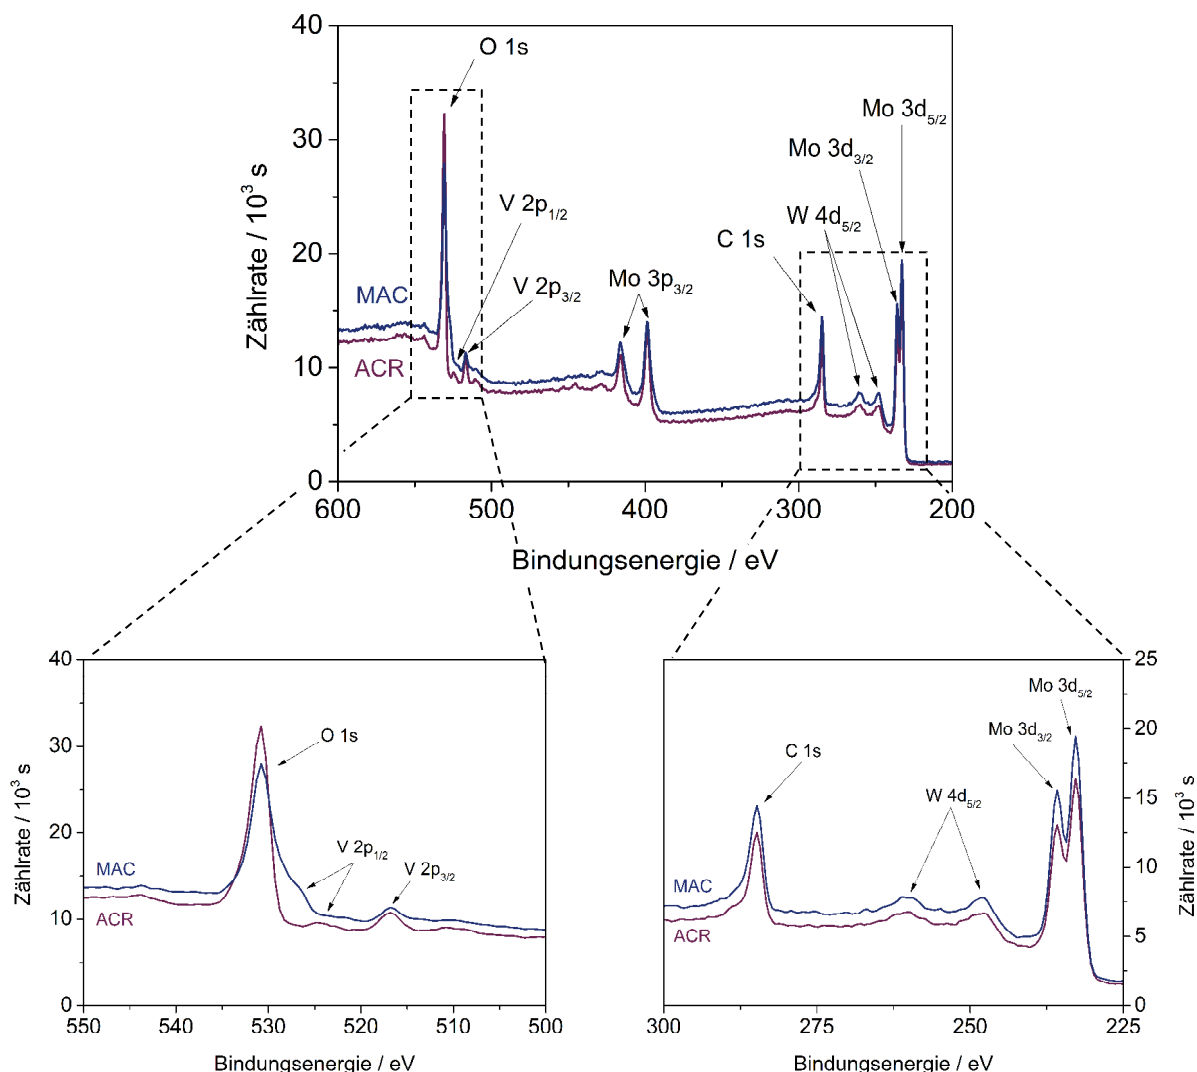 40
30
20
10
0
Zählrate / 10³ s
O 1s
V 2p₁/₂
V 2p₃/₂
Mo 3p₃/₂
C 1s
W 4d₅/₂
Mo 3d₃/₂
Mo 3d₅/₂
MAC
ACR
600 500 400 300 200
Bindungsenergie / eV
40
30
20
10
0
Zählrate / 10³ s
O 1s
V 2p₁/₂
V 2p₃/₂
MAC
ACR
550 540 530 520 510 500
Bindungsenergie / eV
Mo 3d₅/₂
Mo 3d₃/₂
C 1s
W 4d₅/₂
MAC
ACR
25
20
15
10
5
0
Zählrate / 10³ s
300 275 250 225
Bindungsenergie / eV